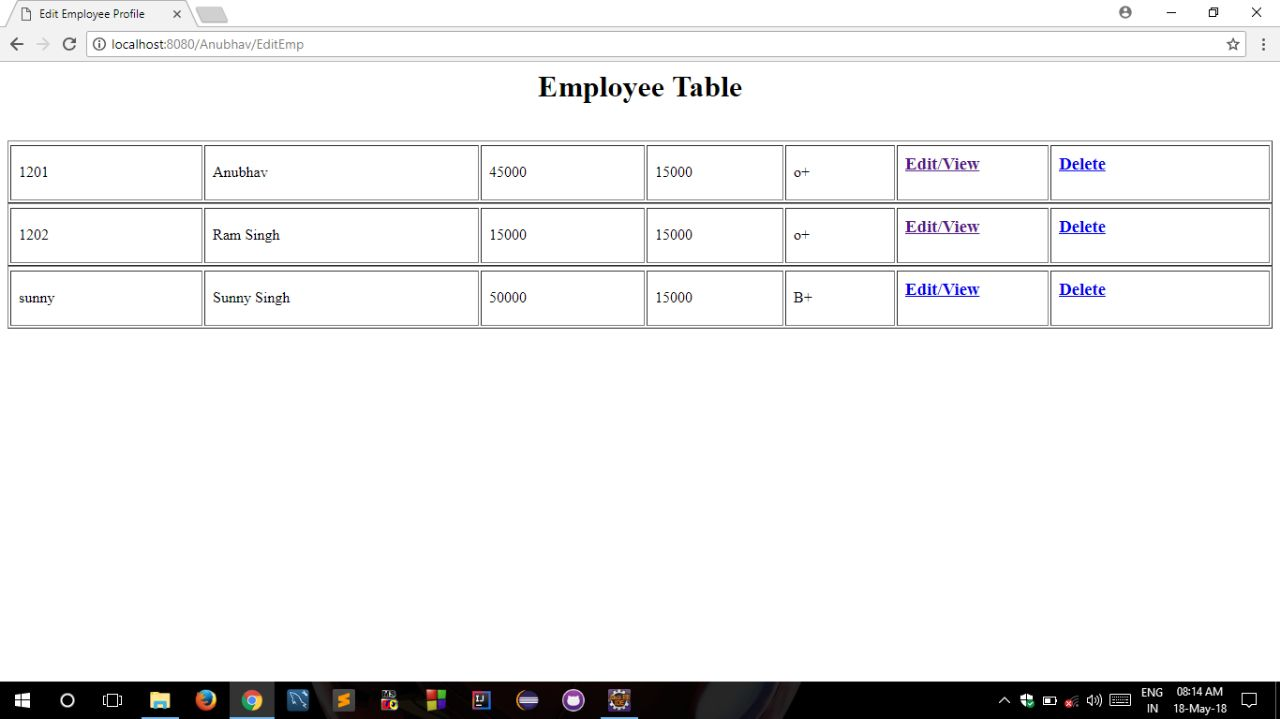 Edit Employee Profile
localhost:8080/Anubhav/EditEmp
Employee Table
1201 Anubhav 45000 15000 o+ Edit/View Delete
1202 Ram Singh 15000 15000 o+ Edit/View Delete
sunny Sunny Singh 50000 15000 B+ Edit/View Delete
ENG 08:14 AM
IN 18-May-18